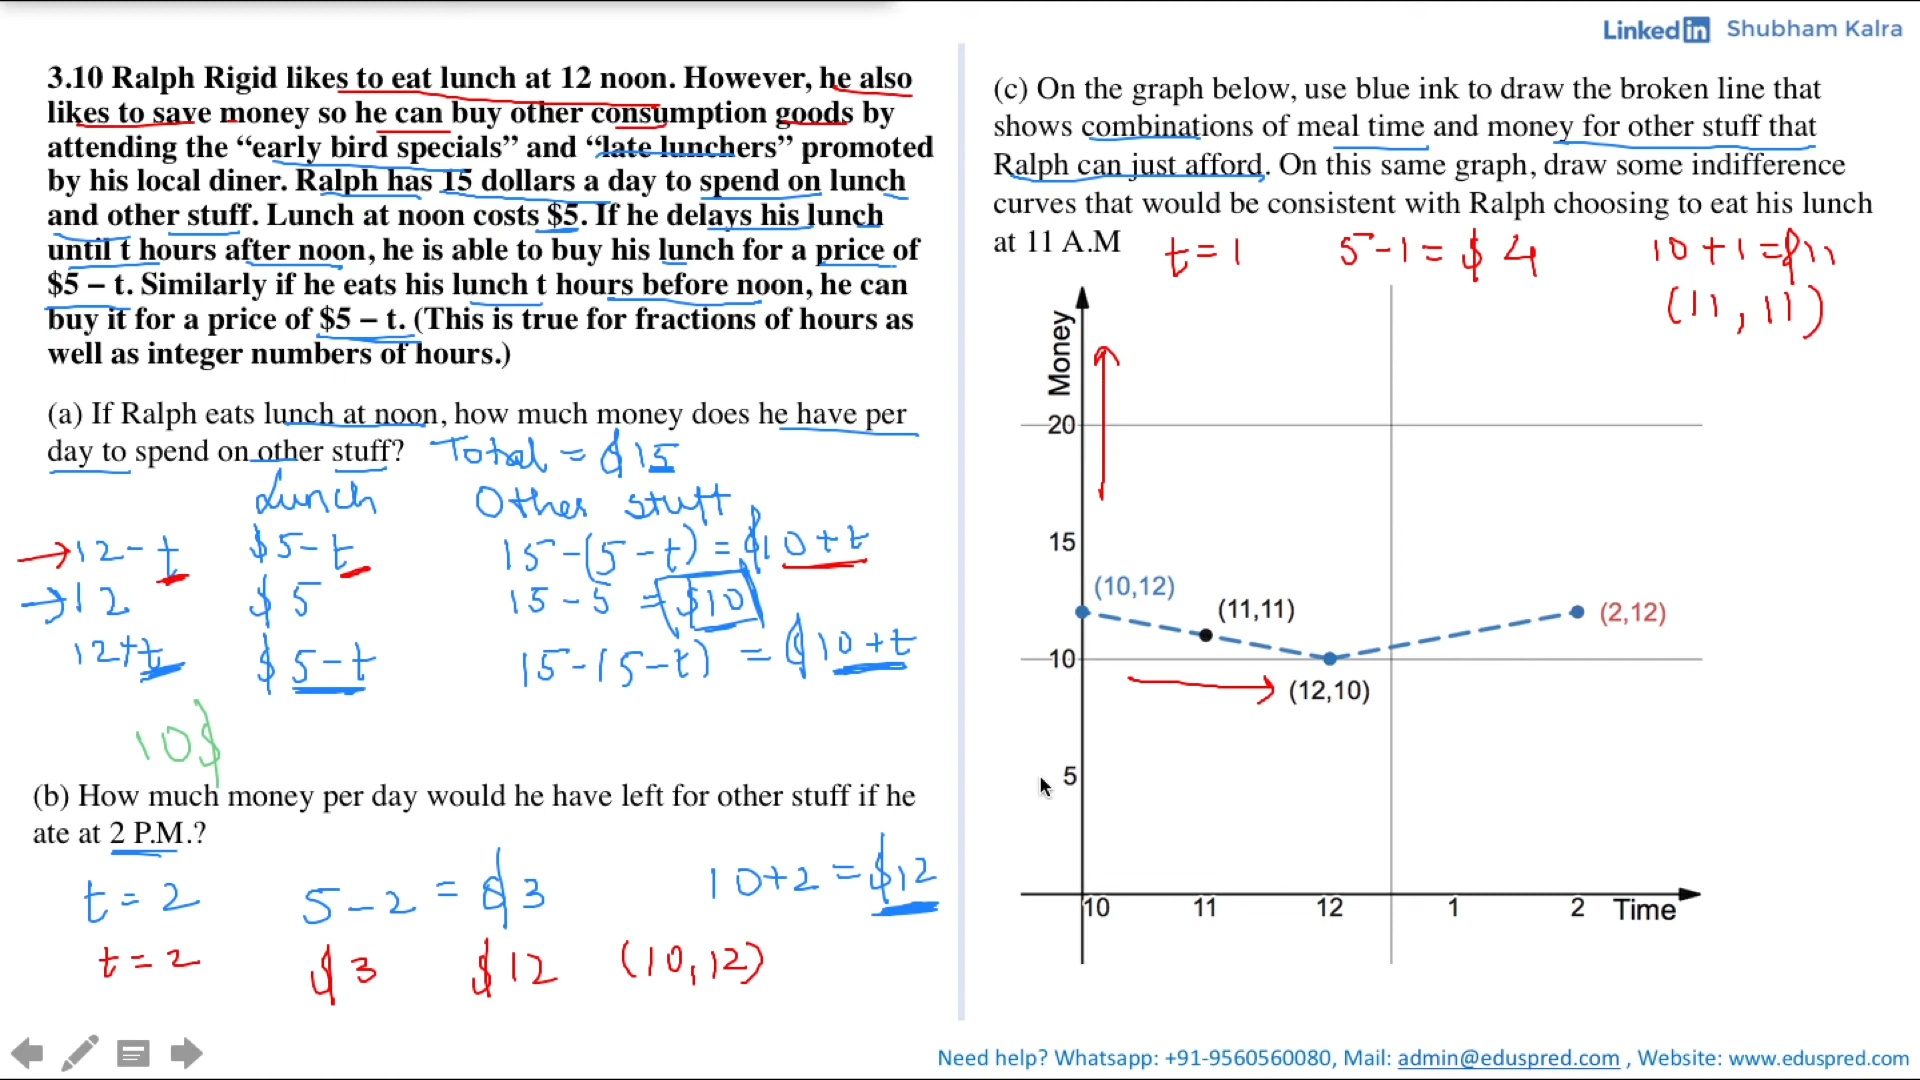 Linked in Shubham Kalra
3.10 Ralph Rigid likes to eat lunch at 12 noon. However, he also
likes to save money so he can buy other consumption goods by
attending the “early bird specials” and “late lunchers” promoted
by his local diner. Ralph has 15 dollars a day to spend on lunch
and other stuff. Lunch at noon costs $5. If he delays his lunch
until t hours after noon, he is able to buy his lunch for a price of
$5 – t. Similarly if he eats his lunch t hours before noon, he can
buy it for a price of $5 – t. (This is true for fractions of hours as
well as integer numbers of hours.)
(a) If Ralph eats lunch at noon, how much money does he have per
day to spend on other stuff? Total = $15
Lunch Other stuff
12-t $5-t 15-(5-t) = $10+t
12 $5 15-5 = $10
12+t $5-t 15-(5-t) = $10+t
10$
(b) How much money per day would he have left for other stuff if he
ate at 2 P.M.?
t = 2 5-2 = $3 10+2 = $12
t = 2 $3 $12 (10,12)
(c) On the graph below, use blue ink to draw the broken line that
shows combinations of meal time and money for other stuff that
Ralph can just afford. On this same graph, draw some indifference
curves that would be consistent with Ralph choosing to eat his lunch
at 11 A.M t = 1 5-1 = $4 10+1 = $11
(11,11)
Money
20
15
(10,12)
(11,11)
(2,12)
10
(12,10)
5
10 11 12 1 2 Time
Need help? Whatsapp: +91-9560560080, Mail: admin@eduspred.com , Website: www.eduspred.com